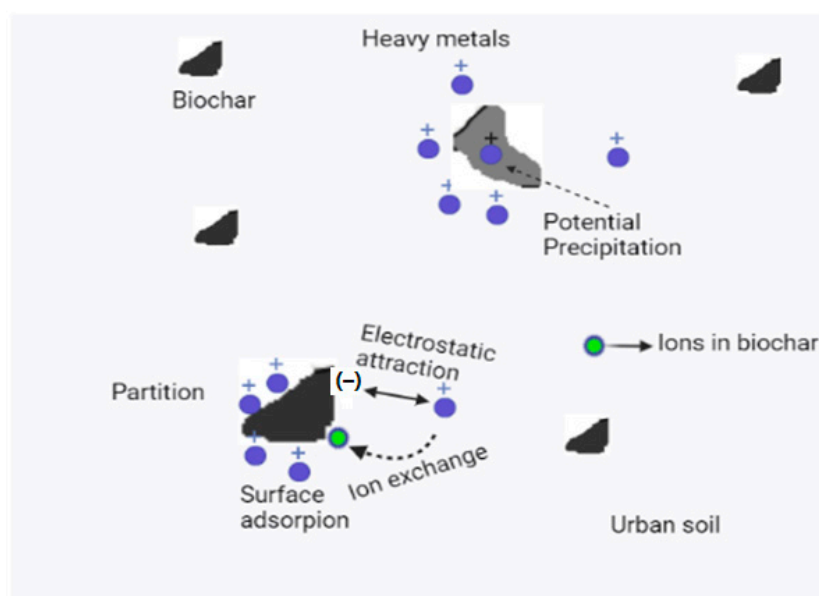 Heavy metals
Biochar
Potential
Precipitation
Electrostatic
attraction
Ions in biochar
Partition
(−)
Ion exchange
Surface
adsorpion
Urban soil